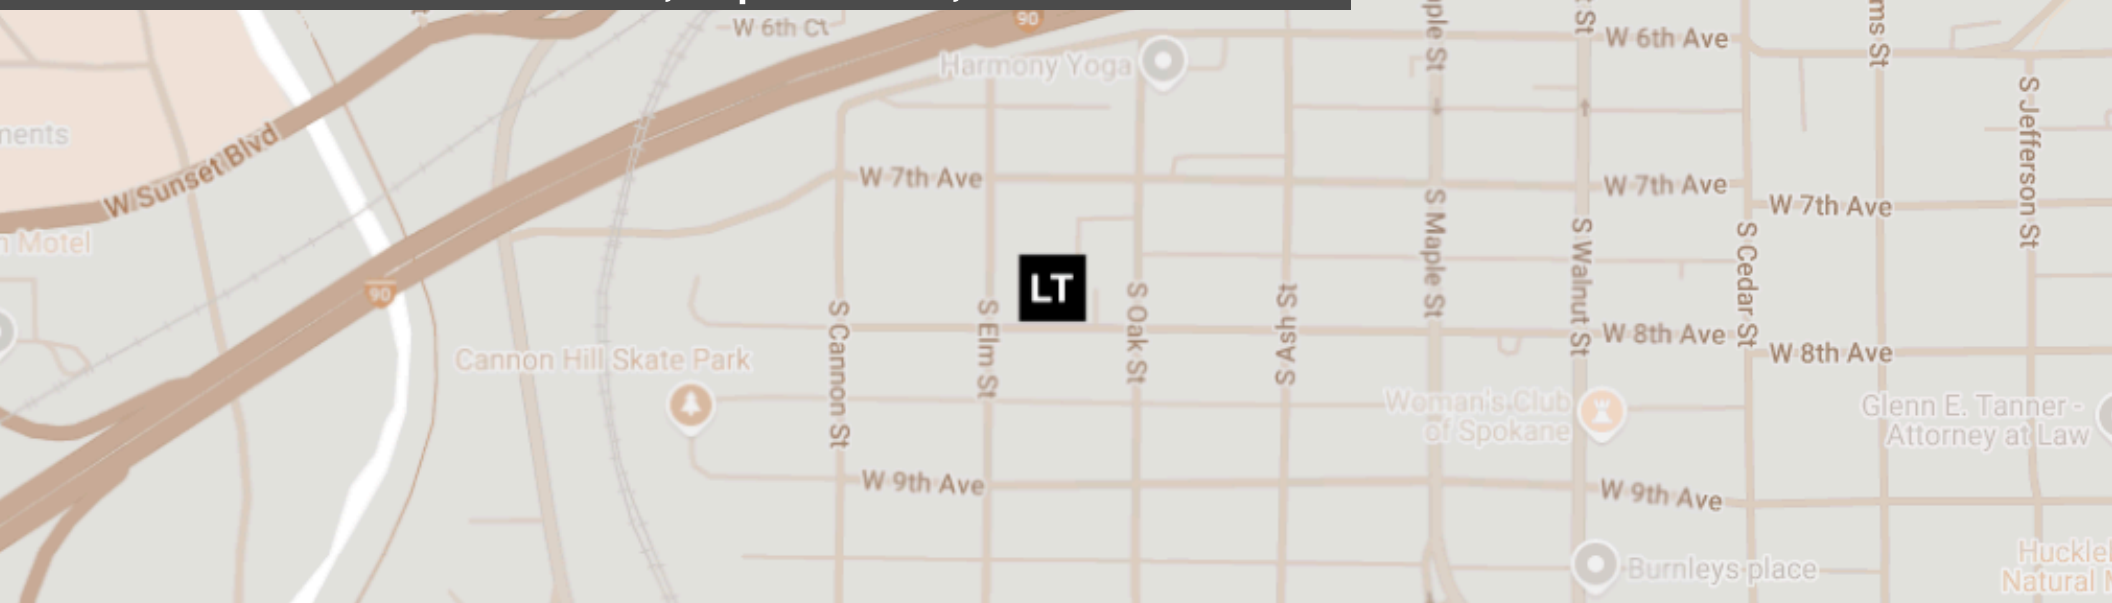 W 6th Ct
90
W 6th Ave
Harmony Yoga
W Sunset Blvd
W 7th Ave
W 7th Ave
W 7th Ave
S Jefferson St
S Maple St
S Walnut St
S Cedar St
90
LT
S Cannon St
S Elm St
S Oak St
S Ash St
W 8th Ave
W 8th Ave
Cannon Hill Skate Park
Woman's Club
of Spokane
Glenn E. Tanner -
Attorney at Law
W 9th Ave
W 9th Ave
Burnleys place
Natural